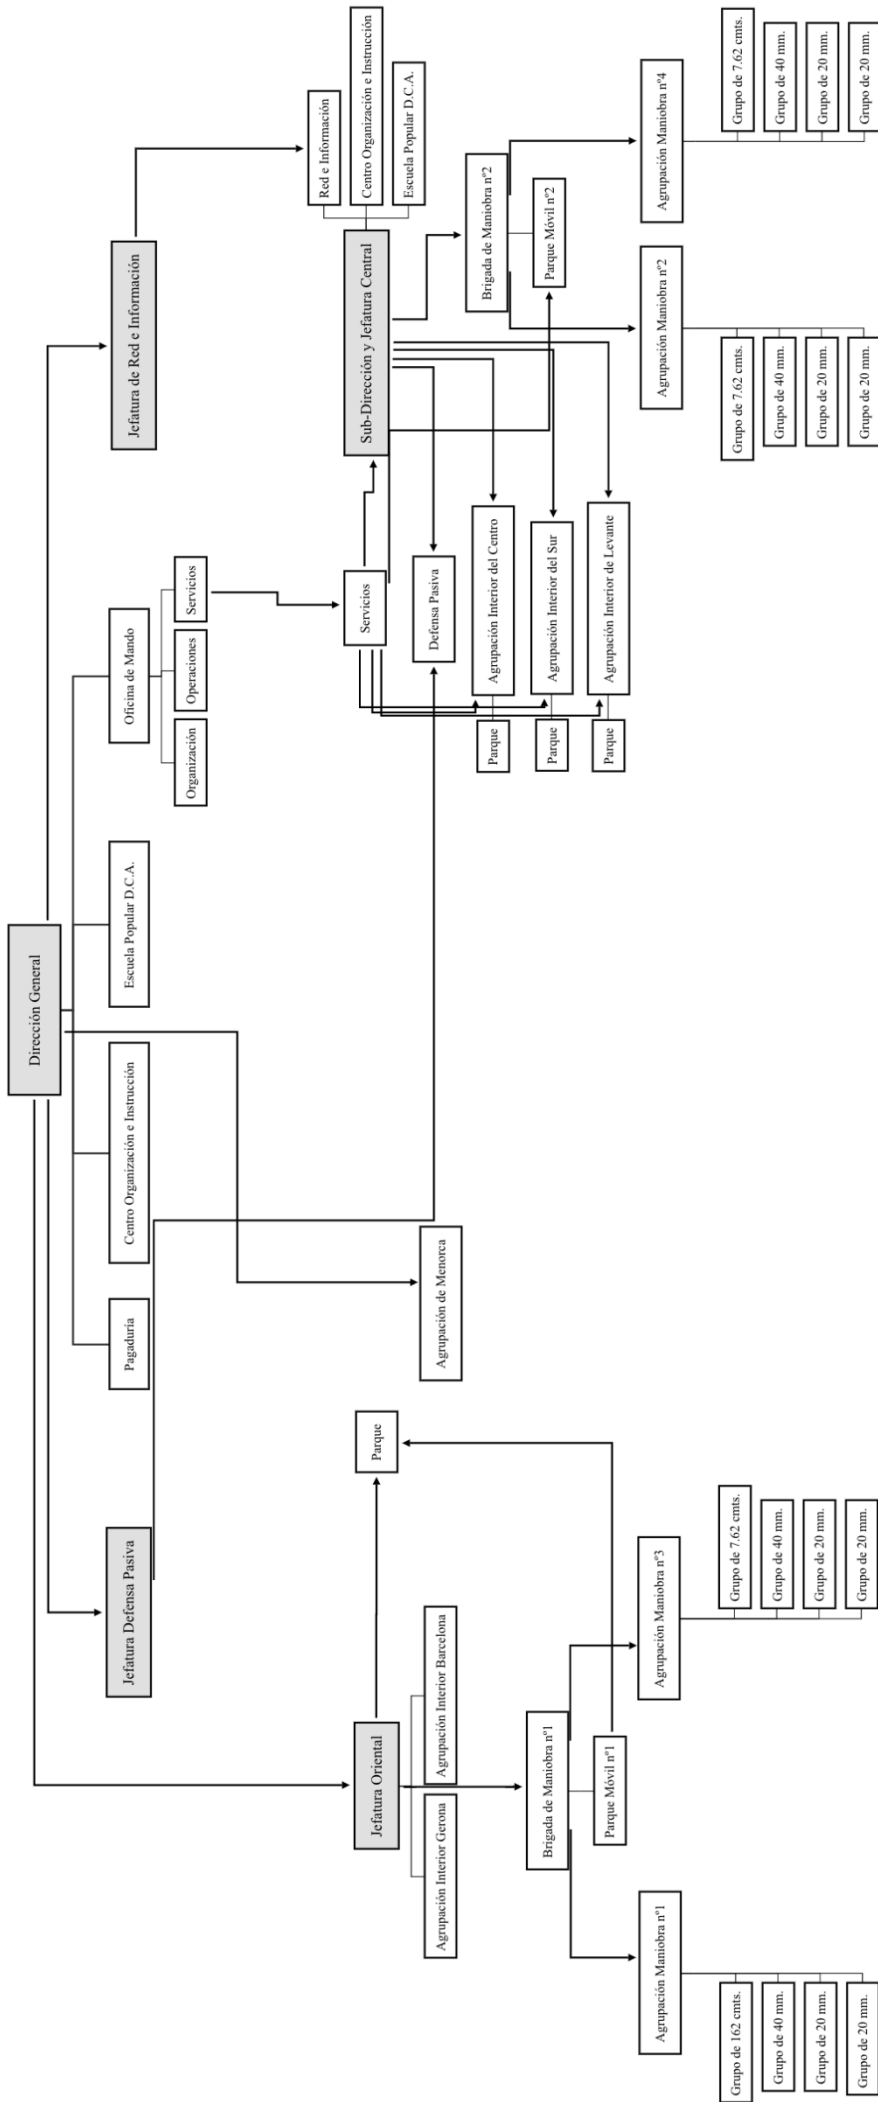 Dirección General
Jefatura Defensa Pasiva
Pagaduria
Centro Organización e Instrucción
Escuela Popular D.C.A.
Oficina de Mando
Jefatura de Red e Información
Organización
Operaciones
Servicios
Jefatura Oriental
Parque
Agrupación Interior Gerona
Agrupación Interior Barcelona
Agrupación de Menorca
Servicios
Sub-Dirección y Jefatura Central
Red e Información
Centro Organización e Instrucción
Escuela Popular D.C.A.
Defensa Pasiva
Parque
Agrupación Interior del Centro
Parque
Agrupación Interior del Sur
Parque
Agrupación Interior de Levante
Brigada de Maniobra nº1
Parque Móvil nº1
Brigada de Maniobra nº2
Parque Móvil nº2
Agrupación Maniobra nº1
Grupo de 162 cmts.
Grupo de 40 mm.
Grupo de 20 mm.
Grupo de 20 mm.
Agrupación Maniobra nº3
Grupo de 7.62 cmts.
Grupo de 40 mm.
Grupo de 20 mm.
Grupo de 20 mm.
Agrupación Maniobra nº2
Grupo de 7.62 cmts.
Grupo de 40 mm.
Grupo de 20 mm.
Grupo de 20 mm.
Agrupación Maniobra nº4
Grupo de 7.62 cmts.
Grupo de 40 mm.
Grupo de 20 mm.
Grupo de 20 mm.